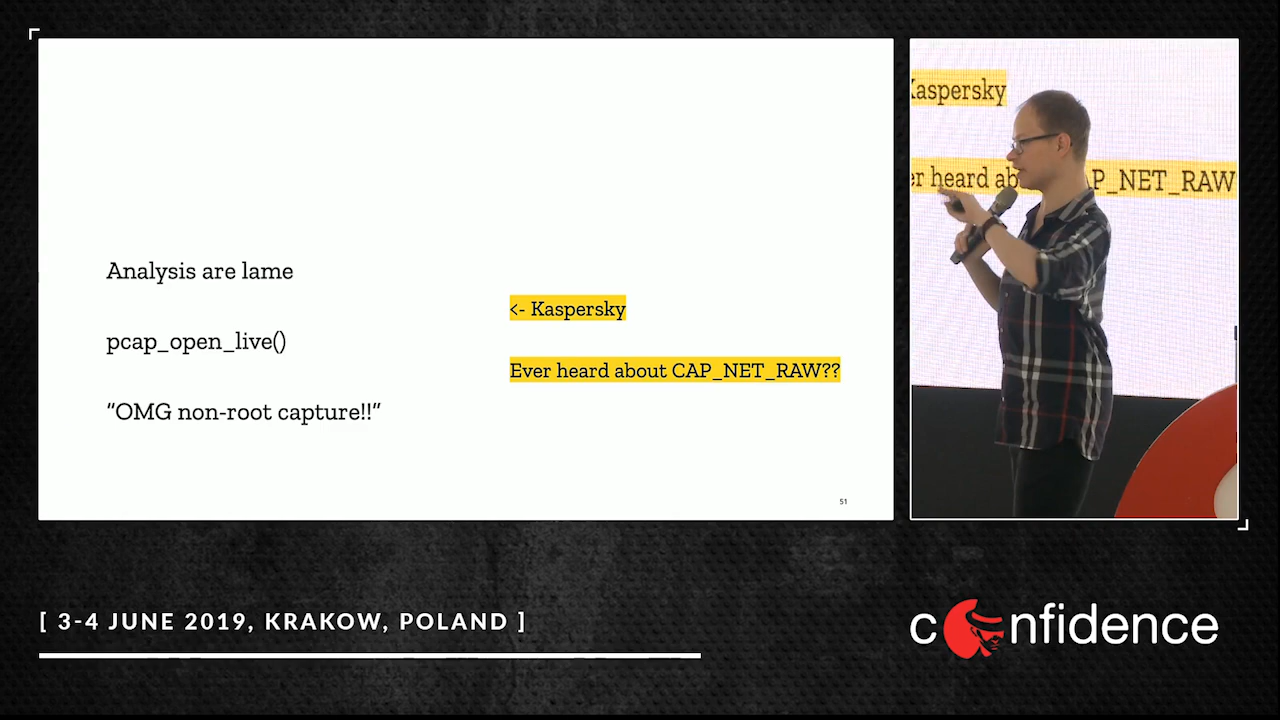 Analysis are lame
<- Kaspersky
pcap_open_live()
Ever heard about CAP_NET_RAW??
“OMG non-root capture!!”
51
Kaspersky
er heard ab AP_NET_RAW
[ 3-4 JUNE 2019, KRAKOW, POLAND ]
confidence